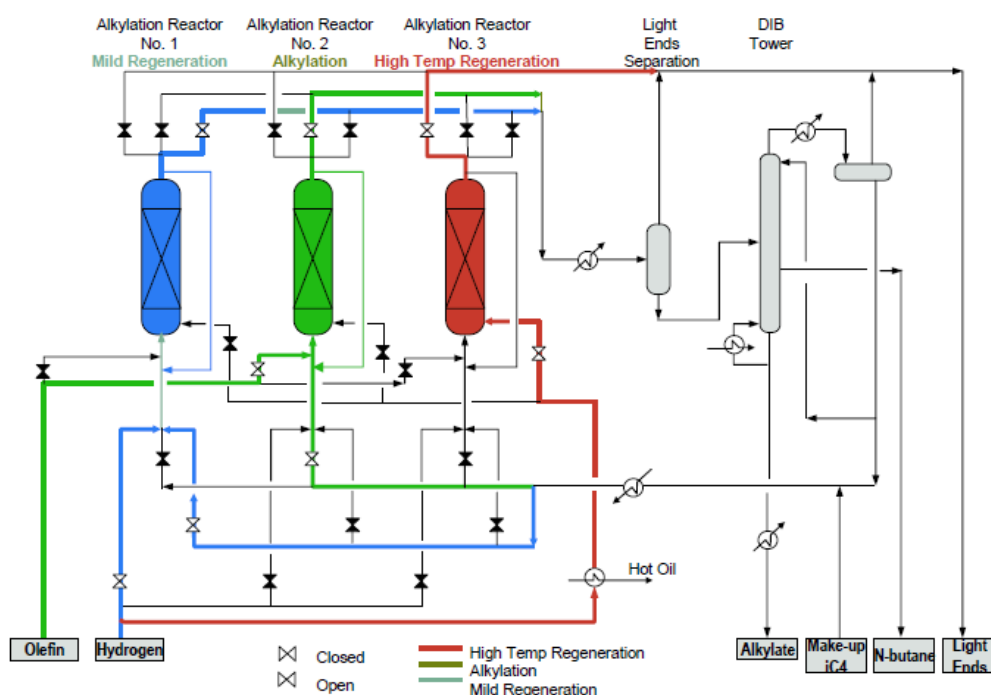 Alkylation Reactor
No. 1
Mild Regeneration
Alkylation Reactor
No. 2
Alkylation
Alkylation Reactor
No. 3
High Temp Regeneration
Light
Ends
Separation
DIB
Tower
Hot Oil
Olefin
Hydrogen
Closed
Open
High Temp Regeneration
Alkylation
Mild Regeneration
Alkylate
Make-up
iC4
N-butane
Light
Ends